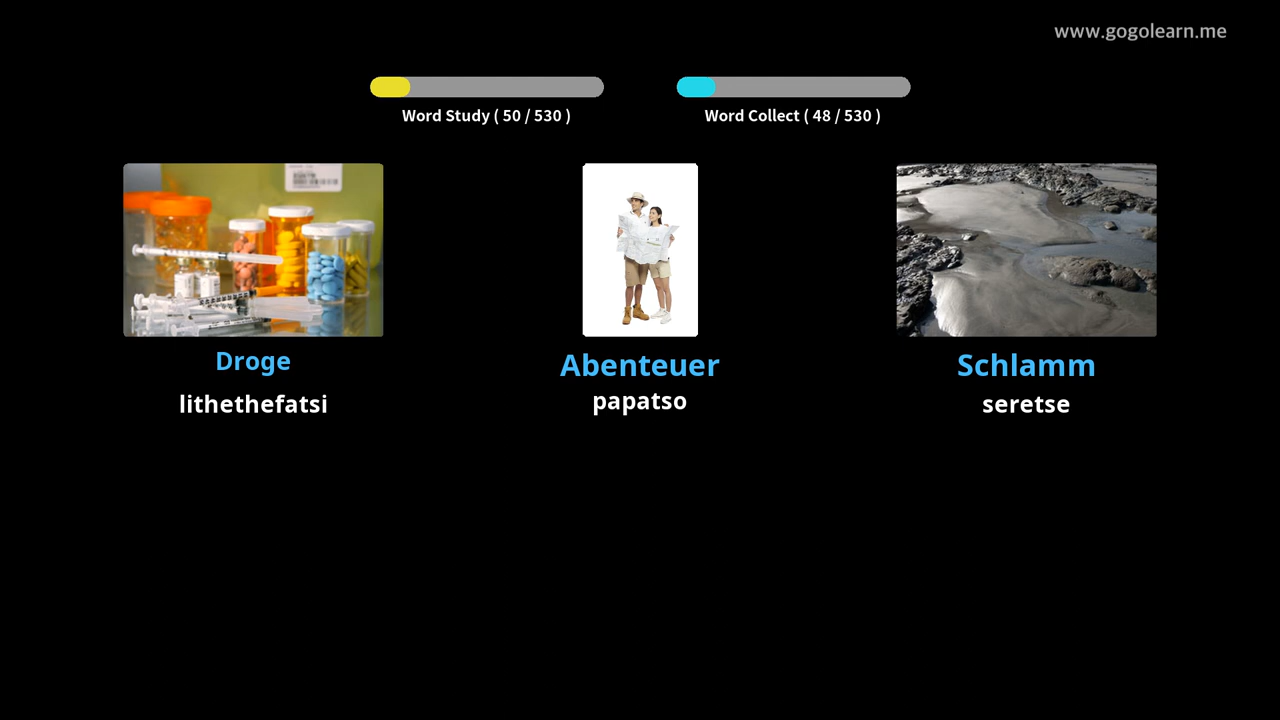 www.gogolearn.me
Word Study ( 50 / 530 )
Word Collect ( 48 / 530 )
Droge
lithethefatsi
Abenteuer
papatso
Schlamm
seretse